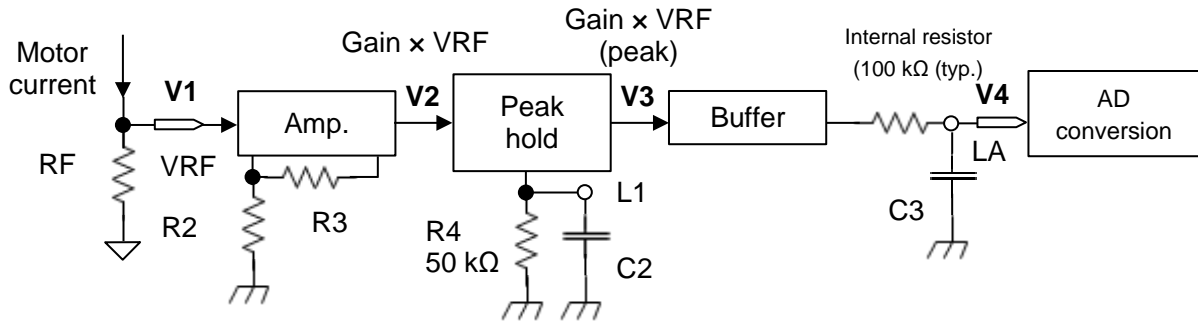 Motor
current
V1
VRF
RF
Amp.
R2
R3
Gain × VRF
V2
Peak
hold
R4
50 kΩ
L1
C2
Gain × VRF
(peak)
V3
Buffer
Internal resistor
(100 kΩ (typ.)
V4
LA
C3
AD
conversion